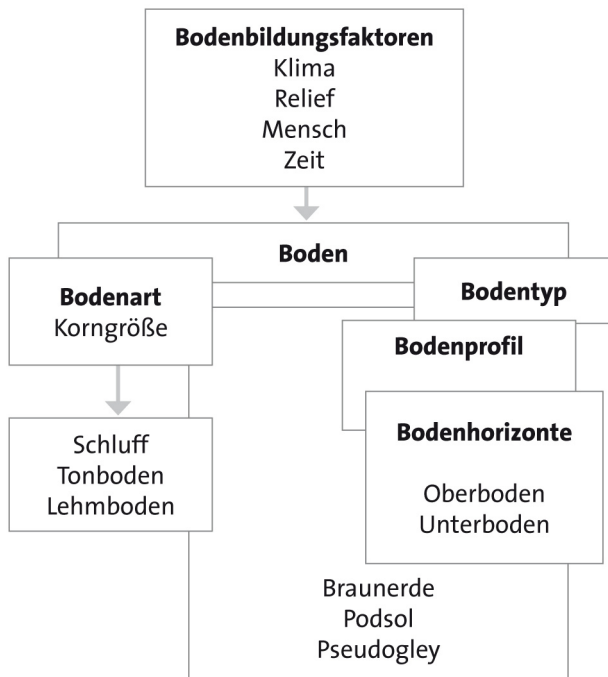 Bodenbildungsfaktoren
Klima
Relief
Mensch
Zeit
Boden
Bodenart
Korngröße
Schluff
Tonboden
Lehmboden
Bodentyp
Bodenprofil
Bodenhorizonte
Oberboden
Unterboden
Braunerde
Podsol
Pseudogley